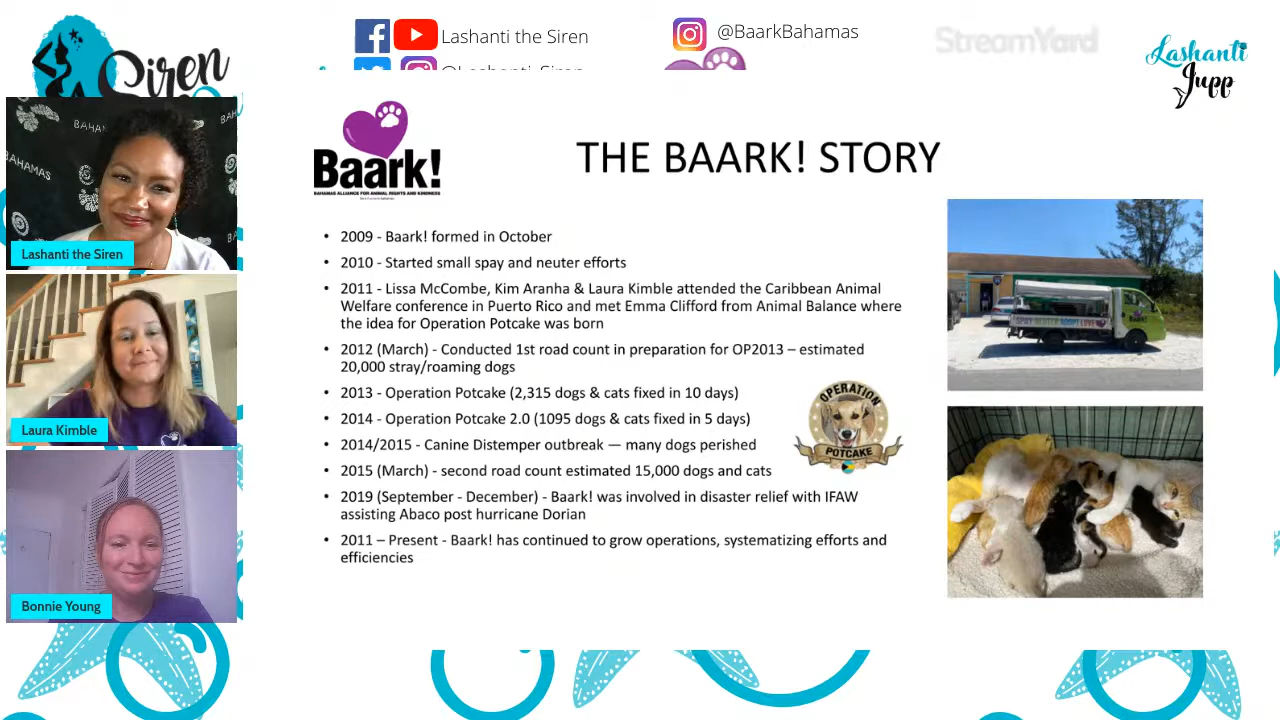 Siren
Lashanti the Siren
@BaarkBahamas
StreamYard
Lashanti
Jupp
BAHAMAS
Lashanti the Siren
Laura Kimble
Bonnie Young
Baark!
BAHAMAS ALLIANCE FOR ANIMAL RIGHTS AND KINDNESS
THE BAARK! STORY
• 2009 - Baark! formed in October
• 2010 - Started small spay and neuter efforts
• 2011 - Lissa McCombe, Kim Aranha & Laura Kimble attended the Caribbean Animal
Welfare conference in Puerto Rico and met Emma Clifford from Animal Balance where
the idea for Operation Potcake was born
• 2012 (March) - Conducted 1st road count in preparation for OP2013 – estimated
20,000 stray/roaming dogs
• 2013 - Operation Potcake (2,315 dogs & cats fixed in 10 days)
• 2014 - Operation Potcake 2.0 (1095 dogs & cats fixed in 5 days)
• 2014/2015 - Canine Distemper outbreak — many dogs perished
• 2015 (March) - second road count estimated 15,000 dogs and cats
• 2019 (September - December) - Baark! was involved in disaster relief with IFAW
assisting Abaco post hurricane Dorian
• 2011 – Present - Baark! has continued to grow operations, systematizing efforts and
efficiencies
OPERATION
POTCAKE
SPAY NEUTER ADOPT LOVE